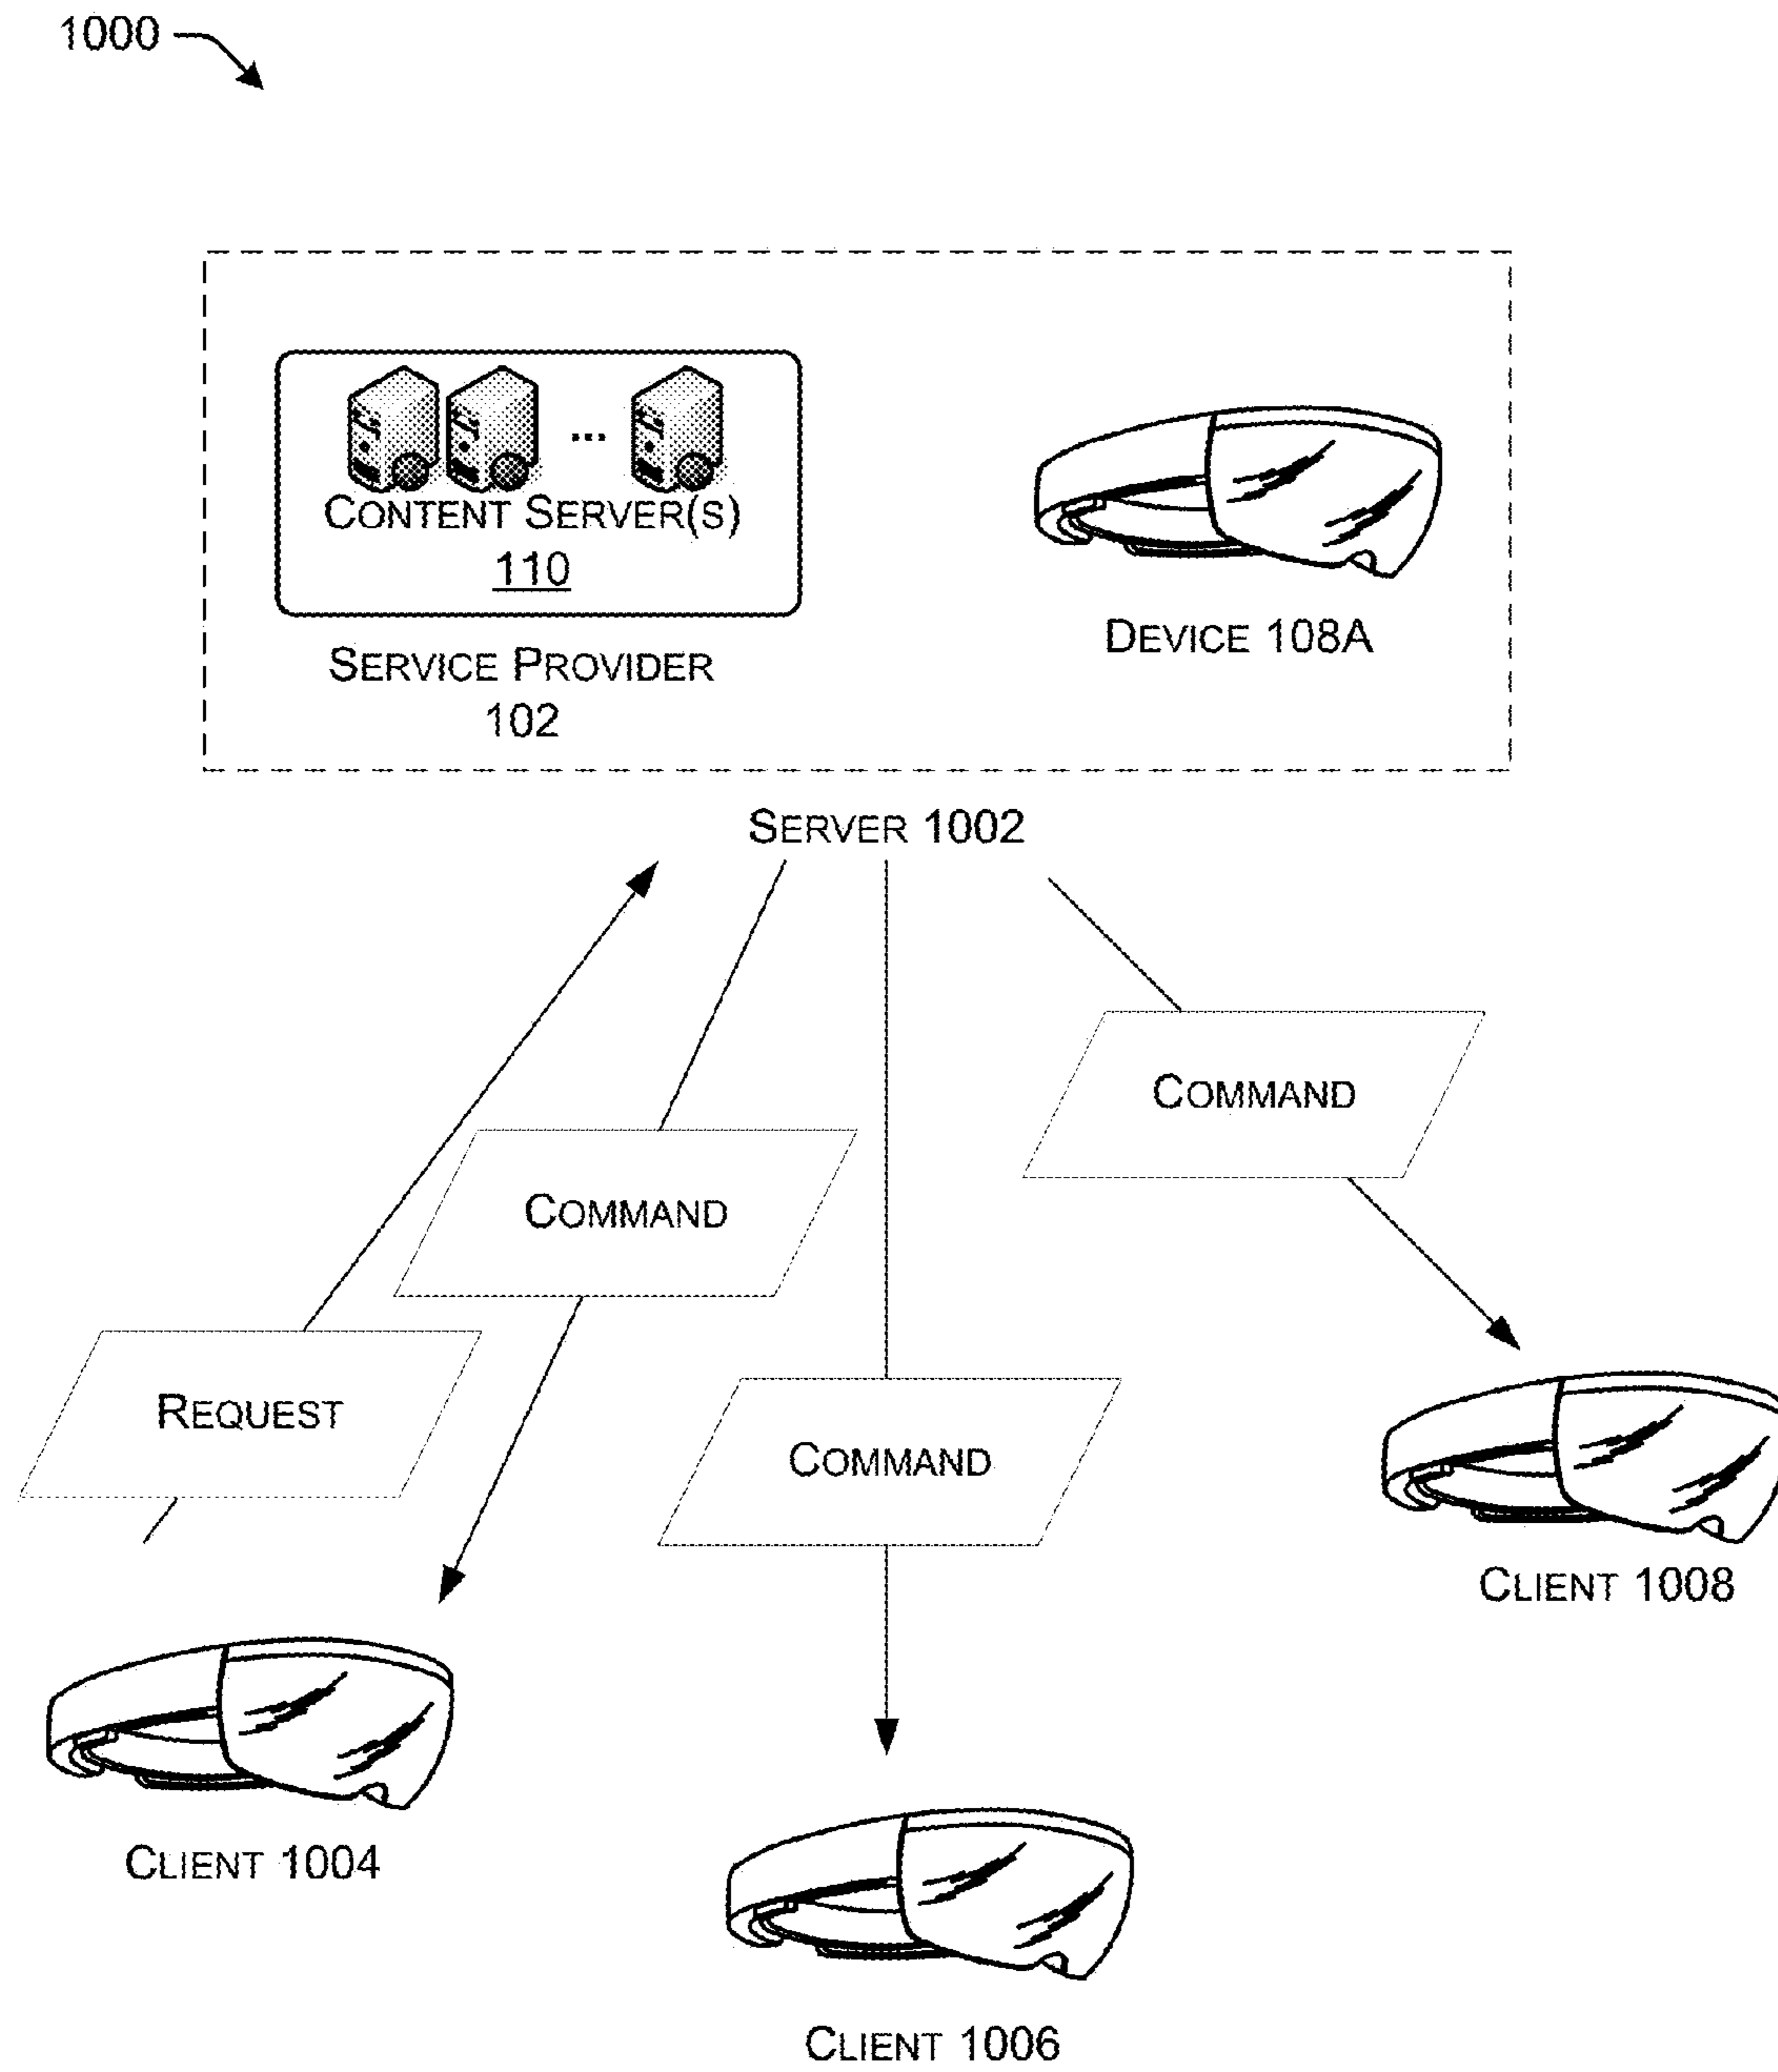 1000
CONTENT SERVER(S)
110
SERVICE PROVIDER
102
DEVICE 108A
SERVER 1002
COMMAND
COMMAND
REQUEST
COMMAND
CLIENT 1008
CLIENT 1004
CLIENT 1006